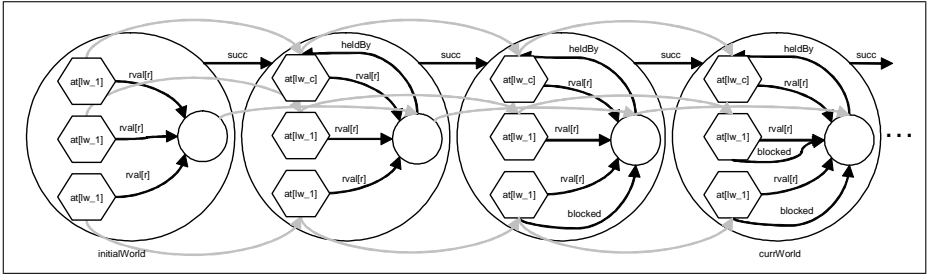 succ
succ
succ
succ
heldBy
heldBy
heldBy
at[lw_1]
rval[r]
at[lw_1]
rval[r]
at[lw_1]
rval[r]
at[lw_c]
rval[r]
at[lw_1]
rval[r]
at[lw_1]
rval[r]
at[lw_c]
rval[r]
at[lw_1]
rval[r]
at[lw_1]
rval[r]
blocked
at[lw_c]
rval[r]
at[lw_1]
rval[r]
blocked
at[lw_1]
rval[r]
blocked
...
initialWorld
currWorld